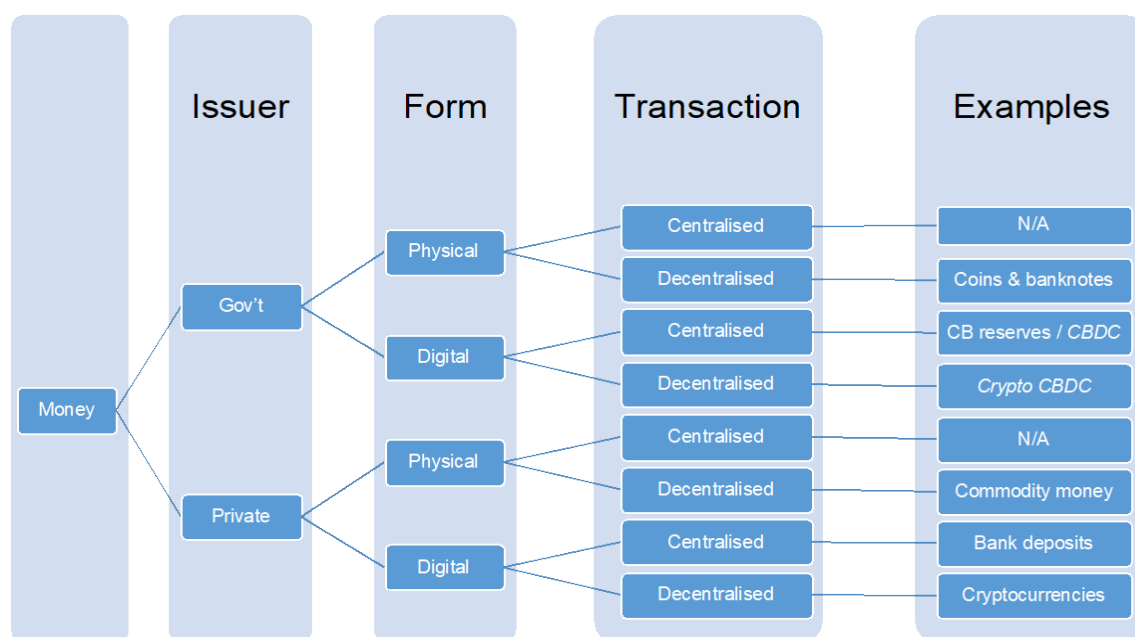 Issuer
Form
Transaction
Examples
Money
Gov't
Private
Physical
Digital
Physical
Digital
Centralised
Decentralised
Centralised
Decentralised
Centralised
Decentralised
Centralised
Decentralised
N/A
Coins & banknotes
CB reserves / CBDC
Crypto CBDC
N/A
Commodity money
Bank deposits
Cryptocurrencies